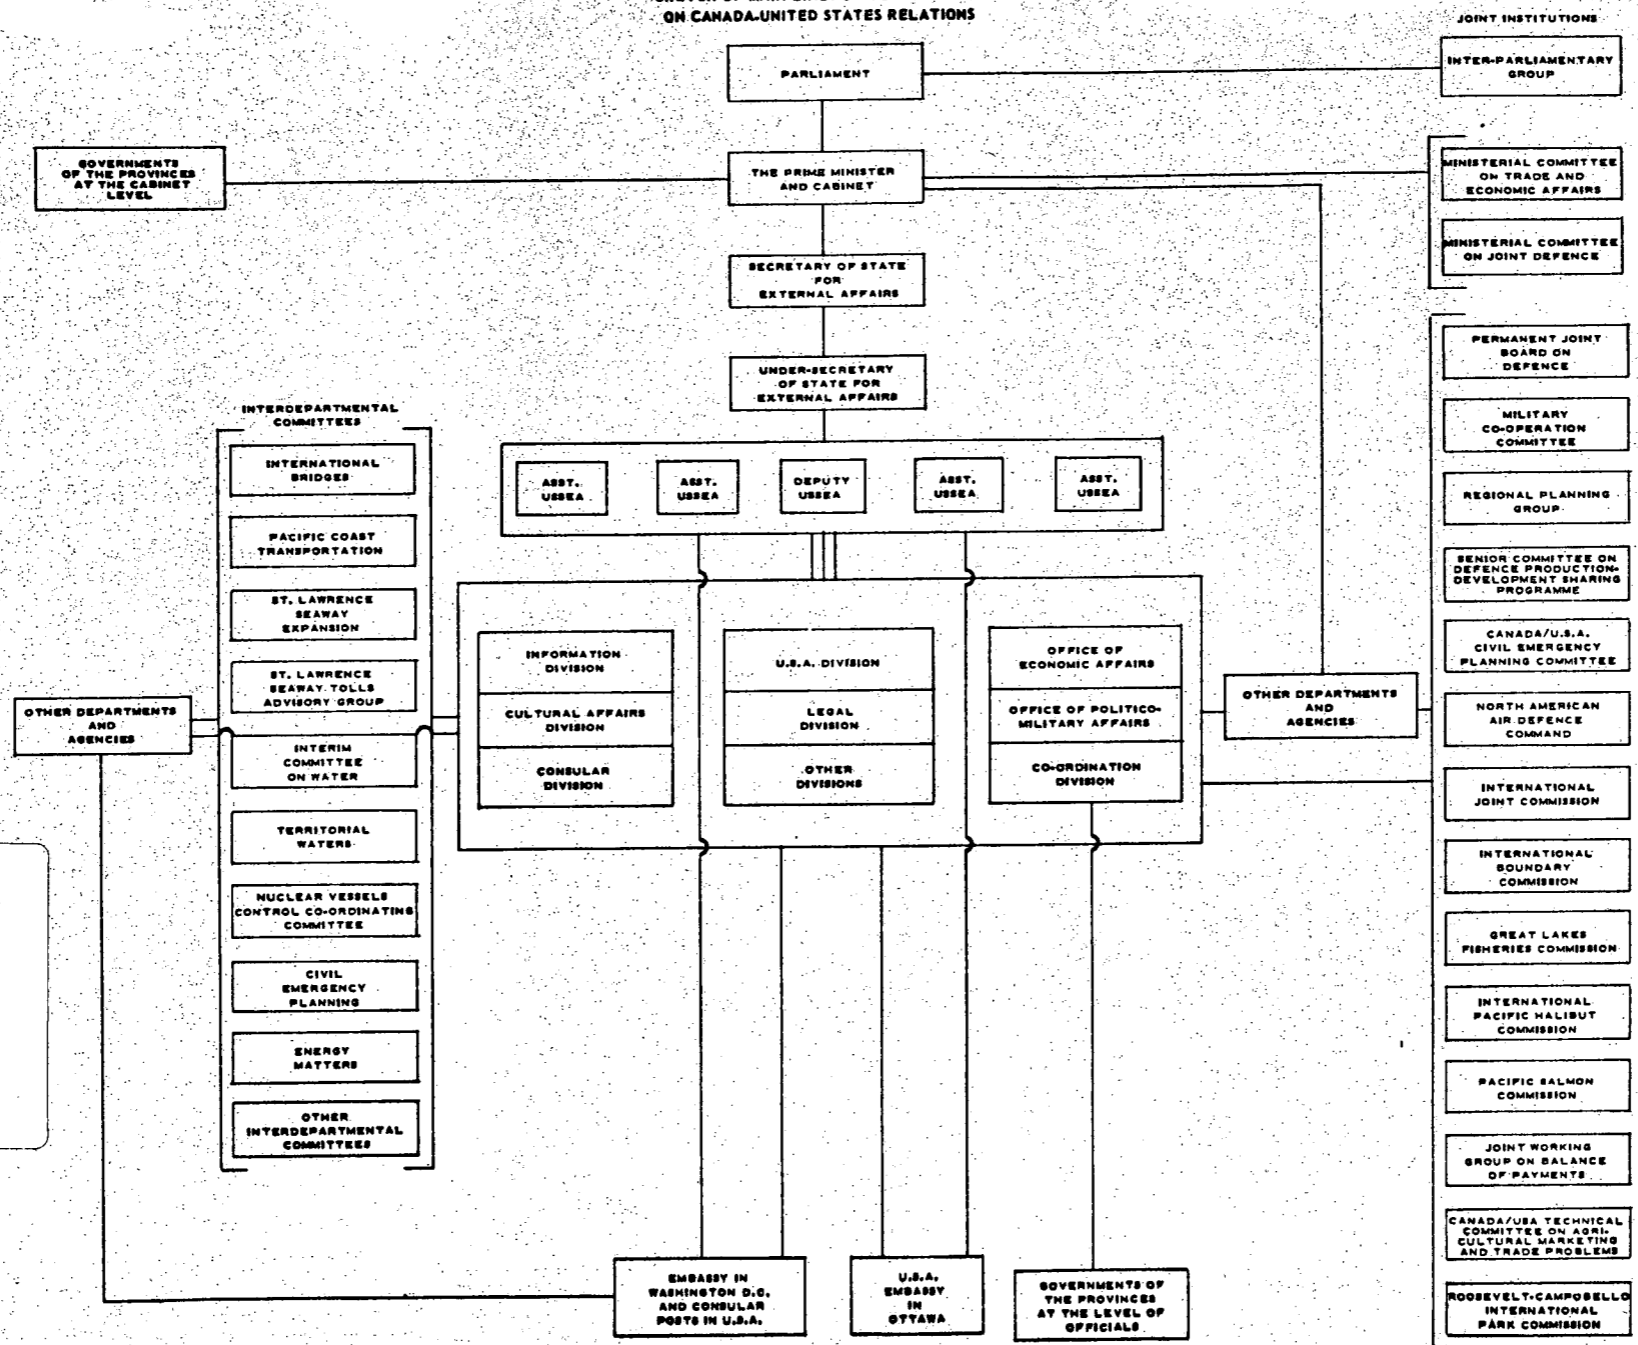 ON CANADA-UNITED STATES RELATIONS
JOINT INSTITUTIONS
PARLIAMENT
INTER-PARLIAMENTARY
GROUP
GOVERNMENTS
OF THE PROVINCES
AT THE CABINET
LEVEL
THE PRIME MINISTER
AND CABINET
MINISTERIAL COMMITTEE
ON TRADE AND
ECONOMIC AFFAIRS
MINISTERIAL COMMITTEE
ON JOINT DEFENCE
SECRETARY OF STATE
FOR
EXTERNAL AFFAIRS
UNDER-SECRETARY
OF STATE FOR
EXTERNAL AFFAIRS
INTERDEPARTMENTAL
COMMITTEES
INTERNATIONAL
BRIDGES
PACIFIC COAST
TRANSPORTATION
ST. LAWRENCE
SEAWAY
EXPANSION
ST. LAWRENCE
SEAWAY TOLLS
ADVISORY GROUP
INTERIM
COMMITTEE
ON WATER
TERRITORIAL
WATERS
NUCLEAR VESSELS
CONTROL CO-ORDINATING
COMMITTEE
CIVIL
EMERGENCY
PLANNING
ENERGY
MATTERS
OTHER
INTERDEPARTMENTAL
COMMITTEES
OTHER DEPARTMENTS
AND
AGENCIES
ASST.
USSEA
ASST.
USSEA
DEPUTY
USSEA
ASST.
USSEA
ASST.
USSEA
INFORMATION
DIVISION
CULTURAL AFFAIRS
DIVISION
CONSULAR
DIVISION
U.S.A. DIVISION
LEGAL
DIVISION
OTHER
DIVISIONS
OFFICE OF
ECONOMIC AFFAIRS
OFFICE OF POLITICO-
MILITARY AFFAIRS
CO-ORDINATION
DIVISION
OTHER DEPARTMENTS
AND
AGENCIES
PERMANENT JOINT
BOARD ON
DEFENCE
MILITARY
CO-OPERATION
COMMITTEE
REGIONAL PLANNING
GROUP
SENIOR COMMITTEE ON
DEFENCE PRODUCTION-
DEVELOPMENT SHARING
PROGRAMME
CANADA/U.S.A.
CIVIL EMERGENCY
PLANNING COMMITTEE
NORTH AMERICAN
AIR DEFENCE
COMMAND
INTERNATIONAL
JOINT COMMISSION
INTERNATIONAL
BOUNDARY
COMMISSION
GREAT LAKES
FISHERIES COMMISSION
INTERNATIONAL
PACIFIC HALIBUT
COMMISSION
PACIFIC SALMON
COMMISSION
JOINT WORKING
GROUP ON BALANCE
OF PAYMENTS
CANADA/USA TECHNICAL
COMMITTEE ON AGRI-
CULTURAL MARKETING
AND TRADE PROBLEMS
ROOSEVELT-CAMPOBELLO
INTERNATIONAL
PARK COMMISSION
EMBASSY IN
WASHINGTON D.C.
AND CONSULAR
POSTS IN U.S.A.
U.S.A.
EMBASSY
IN
OTTAWA
GOVERNMENTS OF
THE PROVINCES
AT THE LEVEL OF
OFFICIALS